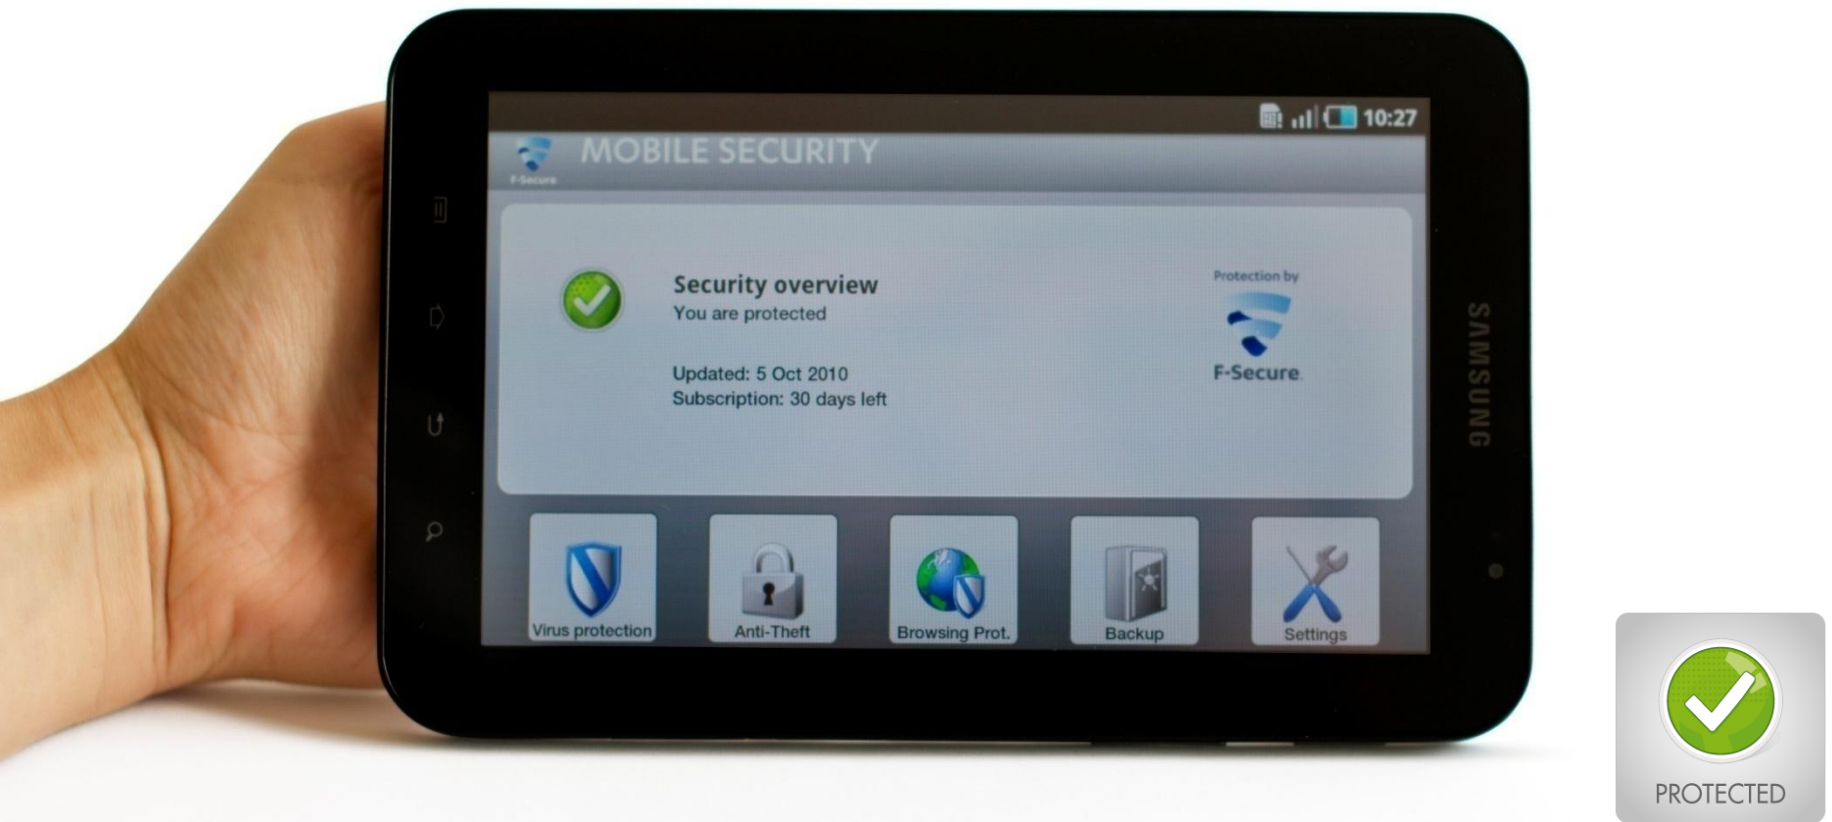 10:27
MOBILE SECURITY
F-Secure
Security overview
You are protected
Updated: 5 Oct 2010
Subscription: 30 days left
Protection by
F-Secure.
SAMSUNG
Virus protection
Anti-Theft
Browsing Prot.
Backup
Settings
PROTECTED